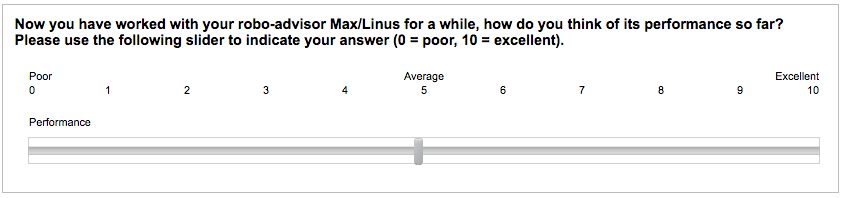 Now you have worked with your robo-advisor Max/Linus for a while, how do you think of its performance so far?
Please use the following slider to indicate your answer (0 = poor, 10 = excellent).
Poor Average Excellent
0 1 2 3 4 5 6 7 8 9 10
Performance